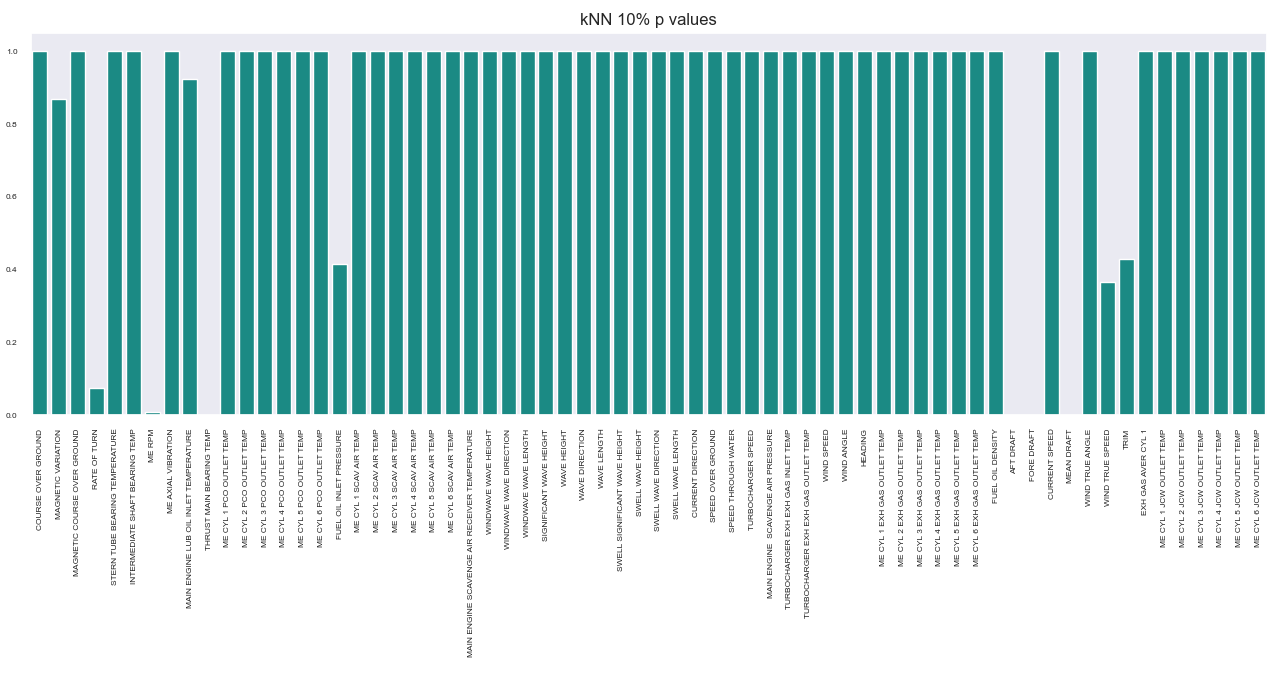 kNN 10% p values
1.0
0.8
0.6
0.4
0.2
0.0
COURSE OVER GROUND
MAGNETIC VARIATION
MAGNETIC COURSE OVER GROUND
RATE OF TURN
STERN TUBE BEARING TEMPERATURE
INTERMEDIATE SHAFT BEARING TEMP
ME RPM
ME AXIAL VIBRATION
MAIN ENGINE LUB OIL INLET TEMPERATURE
THRUST MAIN BEARING TEMP
ME CYL 1 PCO OUTLET TEMP
ME CYL 2 PCO OUTLET TEMP
ME CYL 3 PCO OUTLET TEMP
ME CYL 4 PCO OUTLET TEMP
ME CYL 5 PCO OUTLET TEMP
ME CYL 6 PCO OUTLET TEMP
FUEL OIL INLET PRESSURE
ME CYL 1 SCAV AIR TEMP
ME CYL 2 SCAV AIR TEMP
ME CYL 3 SCAV AIR TEMP
ME CYL 4 SCAV AIR TEMP
ME CYL 5 SCAV AIR TEMP
ME CYL 6 SCAV AIR TEMP
MAIN ENGINE SCAVENGE AIR RECEIVER TEMPERATURE
WINDWAVE WAVE HEIGHT
WINDWAVE WAVE DIRECTION
WINDWAVE WAVE LENGTH
SIGNIFICANT WAVE HEIGHT
WAVE HEIGHT
WAVE DIRECTION
WAVE LENGTH
SWELL SIGNIFICANT WAVE HEIGHT
SWELL WAVE HEIGHT
SWELL WAVE DIRECTION
SWELL WAVE LENGTH
CURRENT DIRECTION
SPEED OVER GROUND
SPEED THROUGH WATER
TURBOCHARGER SPEED
MAIN ENGINE  SCAVENGE AIR PRESSURE
TURBOCHARGER EXH EXH GAS INLET TEMP
TURBOCHARGER EXH EXH GAS OUTLET TEMP
WIND SPEED
WIND ANGLE
HEADING
ME CYL 1 EXH GAS OUTLET TEMP
ME CYL 2 EXH GAS OUTLET TEMP
ME CYL 3 EXH GAS OUTLET TEMP
ME CYL 4 EXH GAS OUTLET TEMP
ME CYL 5 EXH GAS OUTLET TEMP
ME CYL 6 EXH GAS OUTLET TEMP
FUEL OIL DENSITY
AFT DRAFT
FORE DRAFT
CURRENT SPEED
MEAN DRAFT
WIND TRUE ANGLE
WIND TRUE SPEED
TRIM
EXH GAS AVER CYL 1
ME CYL 1 JCW OUTLET TEMP
ME CYL 2 JCW OUTLET TEMP
ME CYL 3 JCW OUTLET TEMP
ME CYL 4 JCW OUTLET TEMP
ME CYL 5 JCW OUTLET TEMP
ME CYL 6 JCW OUTLET TEMP